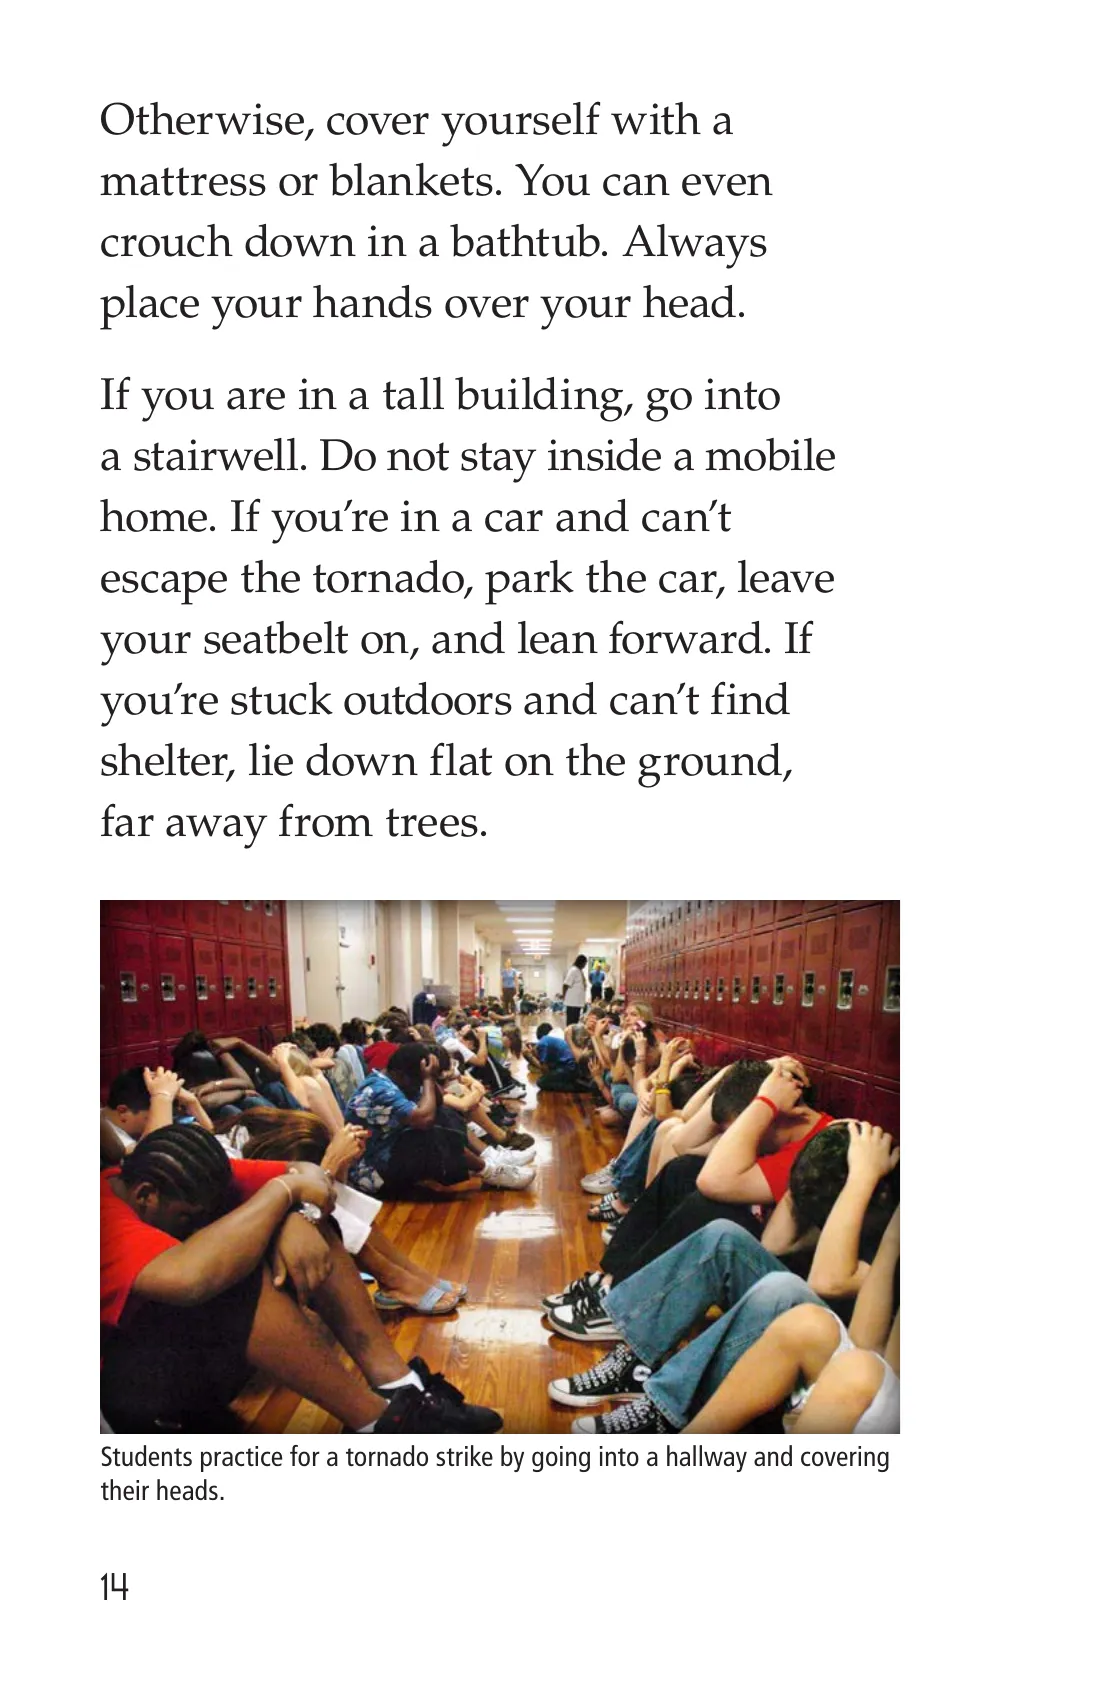 Otherwise, cover yourself with a
mattress or blankets. You can even
crouch down in a bathtub. Always
place your hands over your head.
If you are in a tall building, go into
a stairwell. Do not stay inside a mobile
home. If you’re in a car and can’t
escape the tornado, park the car, leave
your seatbelt on, and lean forward. If
you’re stuck outdoors and can’t find
shelter, lie down flat on the ground,
far away from trees.
Students practice for a tornado strike by going into a hallway and covering
their heads.
14